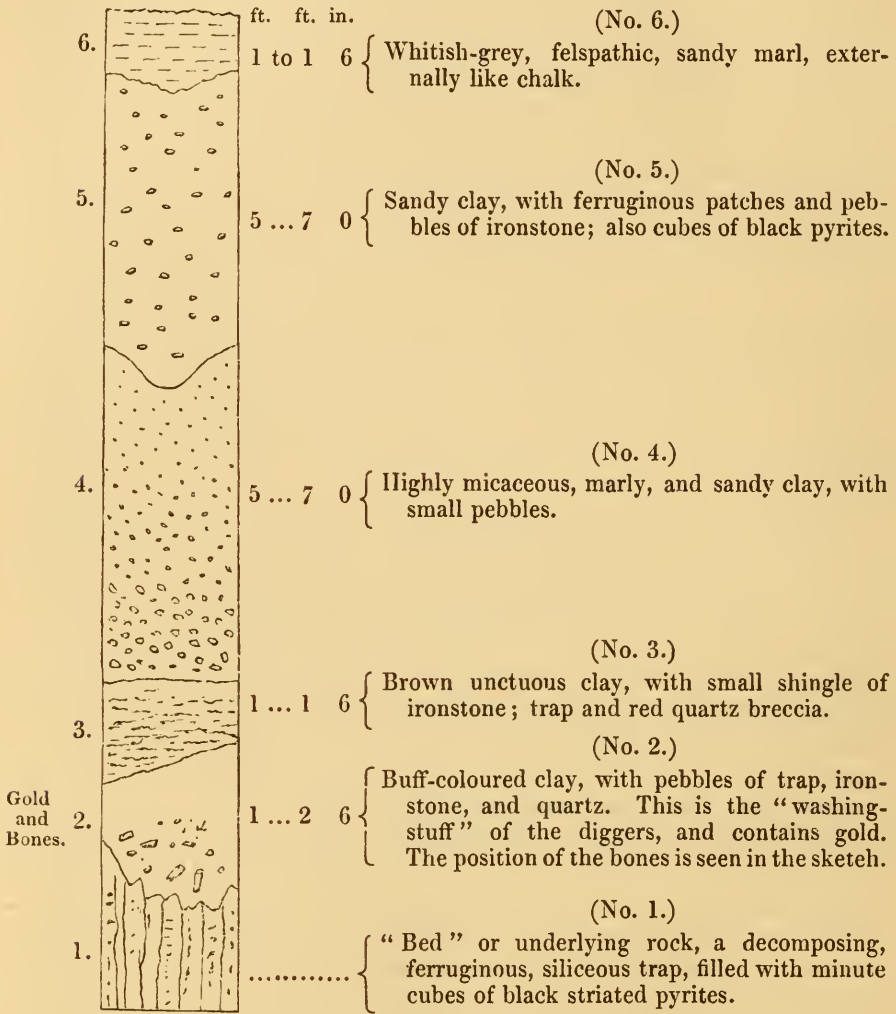 ft. ft. in.
(No. 6.)
6.
1 to 1 6 { Whitish-grey, felspathic, sandy marl, exter-
nally like chalk.
(No. 5.)
5.
5 ... 7 0 { Sandy clay, with ferruginous patches and peb-
bles of ironstone; also cubes of black pyrites.
(No. 4.)
4.
5 ... 7 0 { Highly micaceous, marly, and sandy clay, with
small pebbles.
(No. 3.)
3.
1 ... 1 6 { Brown unctuous clay, with small shingle of
ironstone; trap and red quartz breccia.
(No. 2.)
Gold
and
Bones.
2.
1 ... 2 6 { Buff-coloured clay, with pebbles of trap, iron-
stone, and quartz. This is the "washing-
stuff" of the diggers, and contains gold.
The position of the bones is seen in the sketeh.
(No. 1.)
1.
............ { "Bed" or underlying rock, a decomposing,
ferruginous, siliceous trap, filled with minute
cubes of black striated pyrites.